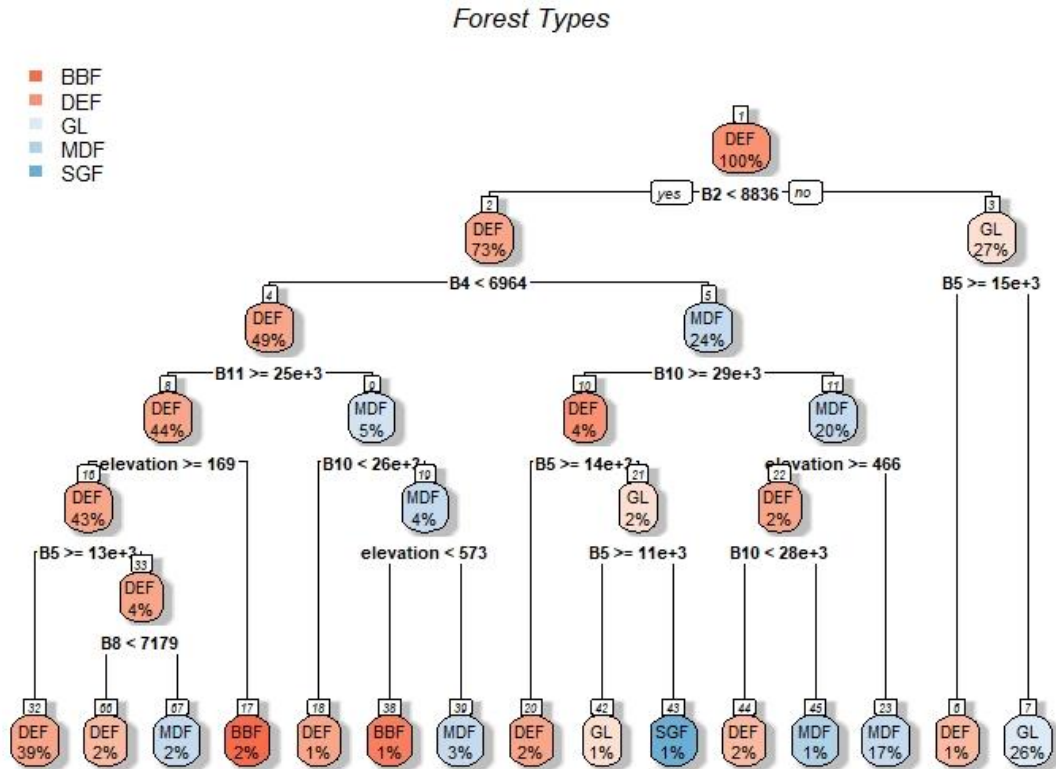 Forest Types
BBF
DEF
GL
MDF
SGF
1
DEF
100%
yes B2 < 8836 no
2
DEF
73%
3
GL
27%
B4 < 6964
B5 >= 15e+3
4
DEF
49%
5
MDF
24%
B11 >= 25e+3
B10 >= 29e+3
8
DEF
44%
9
MDF
5%
10
DEF
4%
11
MDF
20%
elevation >= 169
B10 < 26e+3
B5 >= 14e+3
elevation >= 466
16
DEF
43%
19
MDF
4%
21
GL
2%
22
DEF
2%
B5 >= 13e+3
elevation < 573
B5 >= 11e+3
B10 < 28e+3
33
DEF
4%
B8 < 7179
32
DEF
39%
66
DEF
2%
67
MDF
2%
17
BBF
2%
18
DEF
1%
38
BBF
1%
39
MDF
3%
20
DEF
2%
42
GL
1%
43
SGF
1%
44
DEF
2%
45
MDF
1%
23
MDF
17%
6
DEF
1%
7
GL
26%